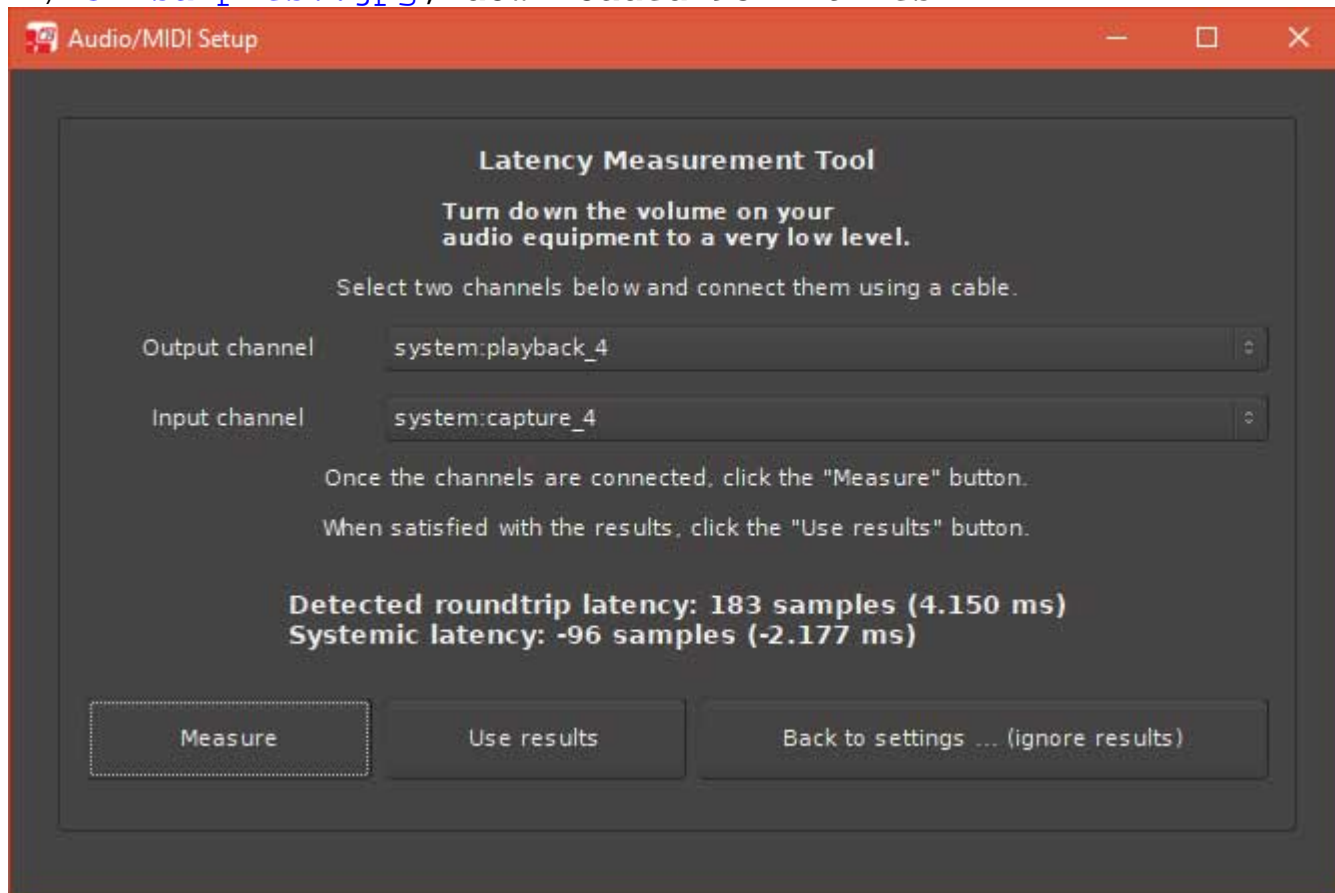 Audio/MIDI Setup
Latency Measurement Tool
Turn down the volume on your
audio equipment to a very low level.
Select two channels below and connect them using a cable.
Output channel system:playback_4
Input channel system:capture_4
Once the channels are connected, click the "Measure" button.
When satisfied with the results, click the "Use results" button.
Detected roundtrip latency: 183 samples (4.150 ms)
Systemic latency: -96 samples (-2.177 ms)
Measure Use results Back to settings ... (ignore results)